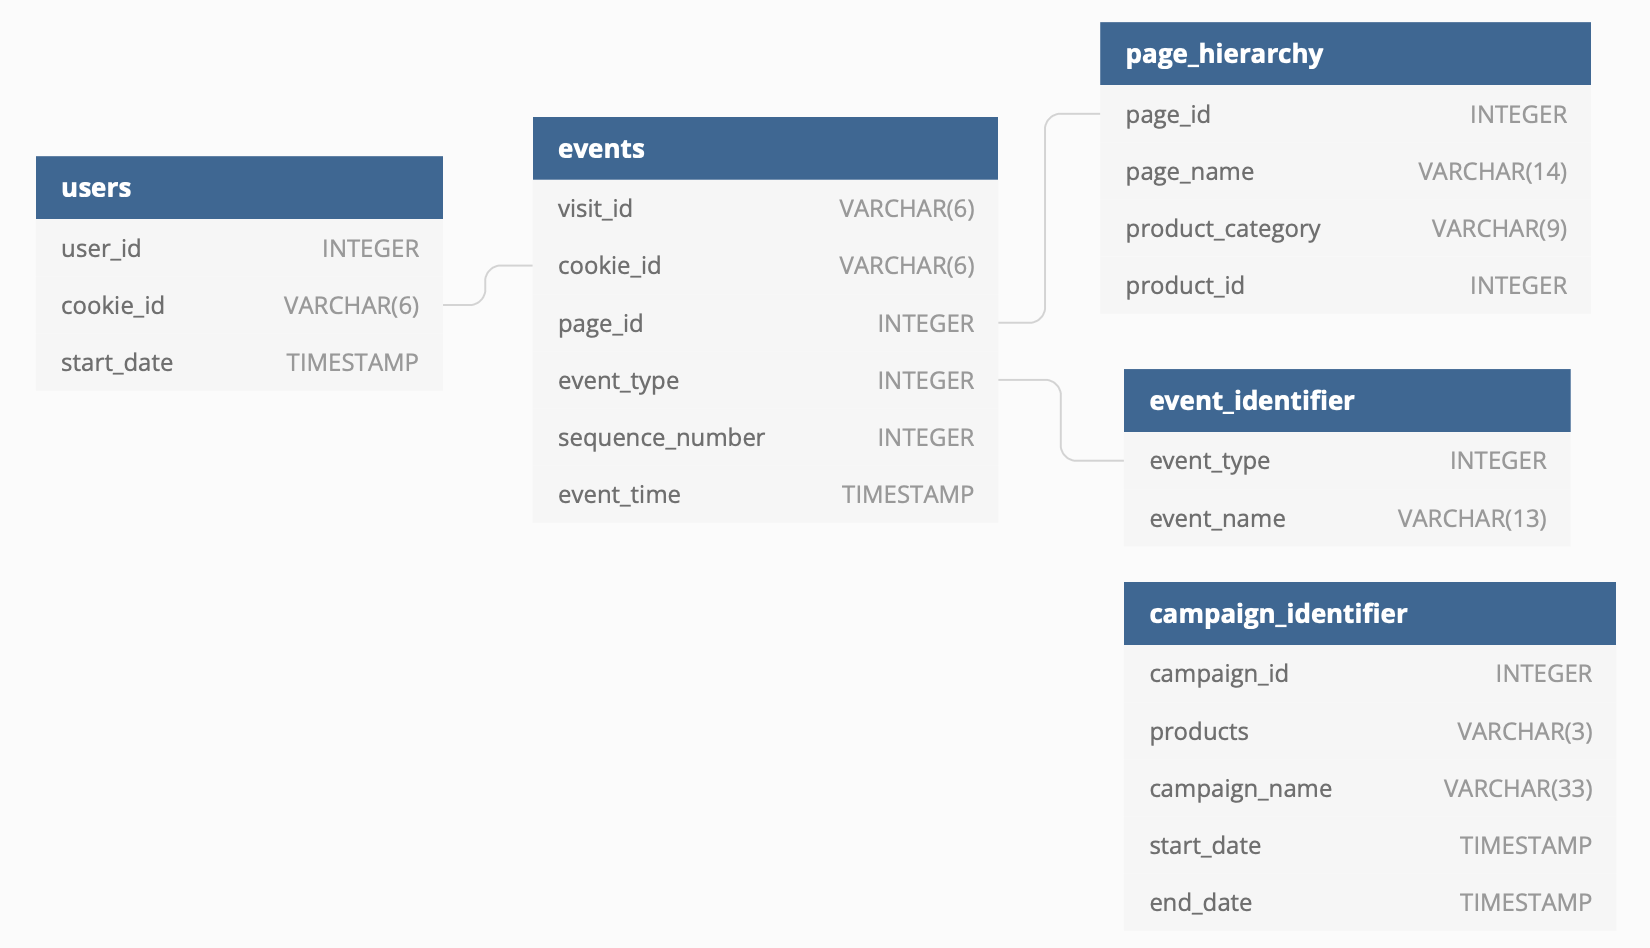 users
user_id INTEGER
cookie_id VARCHAR(6)
start_date TIMESTAMP
events
visit_id VARCHAR(6)
cookie_id VARCHAR(6)
page_id INTEGER
event_type INTEGER
sequence_number INTEGER
event_time TIMESTAMP
page_hierarchy
page_id INTEGER
page_name VARCHAR(14)
product_category VARCHAR(9)
product_id INTEGER
event_identifier
event_type INTEGER
event_name VARCHAR(13)
campaign_identifier
campaign_id INTEGER
products VARCHAR(3)
campaign_name VARCHAR(33)
start_date TIMESTAMP
end_date TIMESTAMP